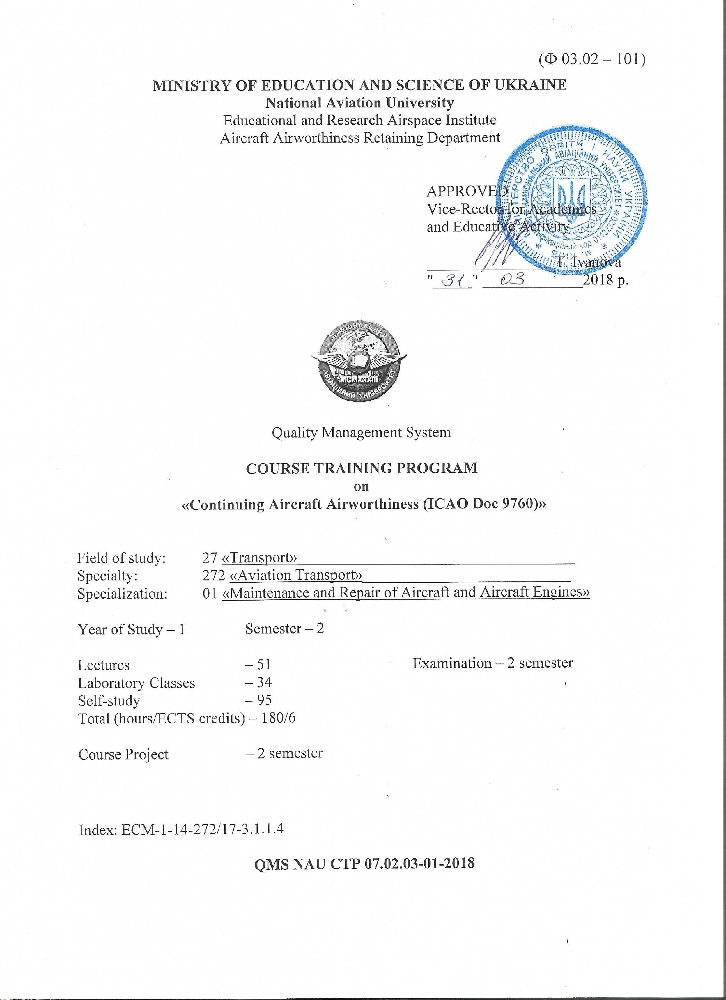 (Ф 03.02 – 101)
MINISTRY OF EDUCATION AND SCIENCE OF UKRAINE
National Aviation University
Educational and Research Airspace Institute
Aircraft Airworthiness Retaining Department
МІНІСТЕРСТВО ОСВІТИ І НАУКИ УКРАЇНИ
НАЦІОНАЛЬНИЙ АВІАЦІЙНИЙ УНІВЕРСИТЕТ
код 01132330
м. Київ
APPROVED
Vice-Rector for Academics
and Educative Activity
T. Ivanova
"31" 03 2018 р.
НАЦІОНАЛЬНИЙ
MCMXXXIII
АВІАЦІЙНИЙ УНІВЕРСИТЕТ
Quality Management System
COURSE TRAINING PROGRAM
on
«Continuing Aircraft Airworthiness (ICAO Doc 9760)»
Field of study: 27 «Transport»
Specialty: 272 «Aviation Transport»
Specialization: 01 «Maintenance and Repair of Aircraft and Aircraft Engines»
Year of Study – 1 Semester – 2
Lectures – 51 Examination – 2 semester
Laboratory Classes – 34
Self-study – 95
Total (hours/ECTS credits) – 180/6
Course Project – 2 semester
Index: ECM-1-14-272/17-3.1.1.4
QMS NAU CTP 07.02.03-01-2018